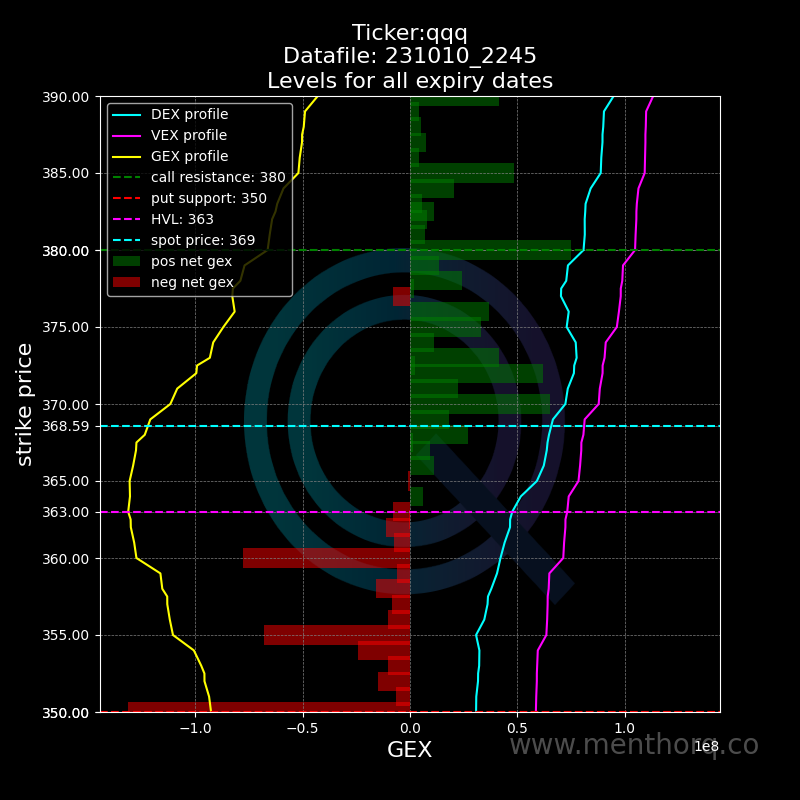 Ticker:qqq
Datafile: 231010_2245
Levels for all expiry dates
DEX profile
VEX profile
GEX profile
call resistance: 380
put support: 350
HVL: 363
spot price: 369
pos net gex
neg net gex
strike price
390.00
385.00
380.00
375.00
370.00
368.59
365.00
363.00
360.00
355.00
350.00
−1.0
−0.5
0.0
0.5
1.0
1e8
GEX
www.menthorq.co